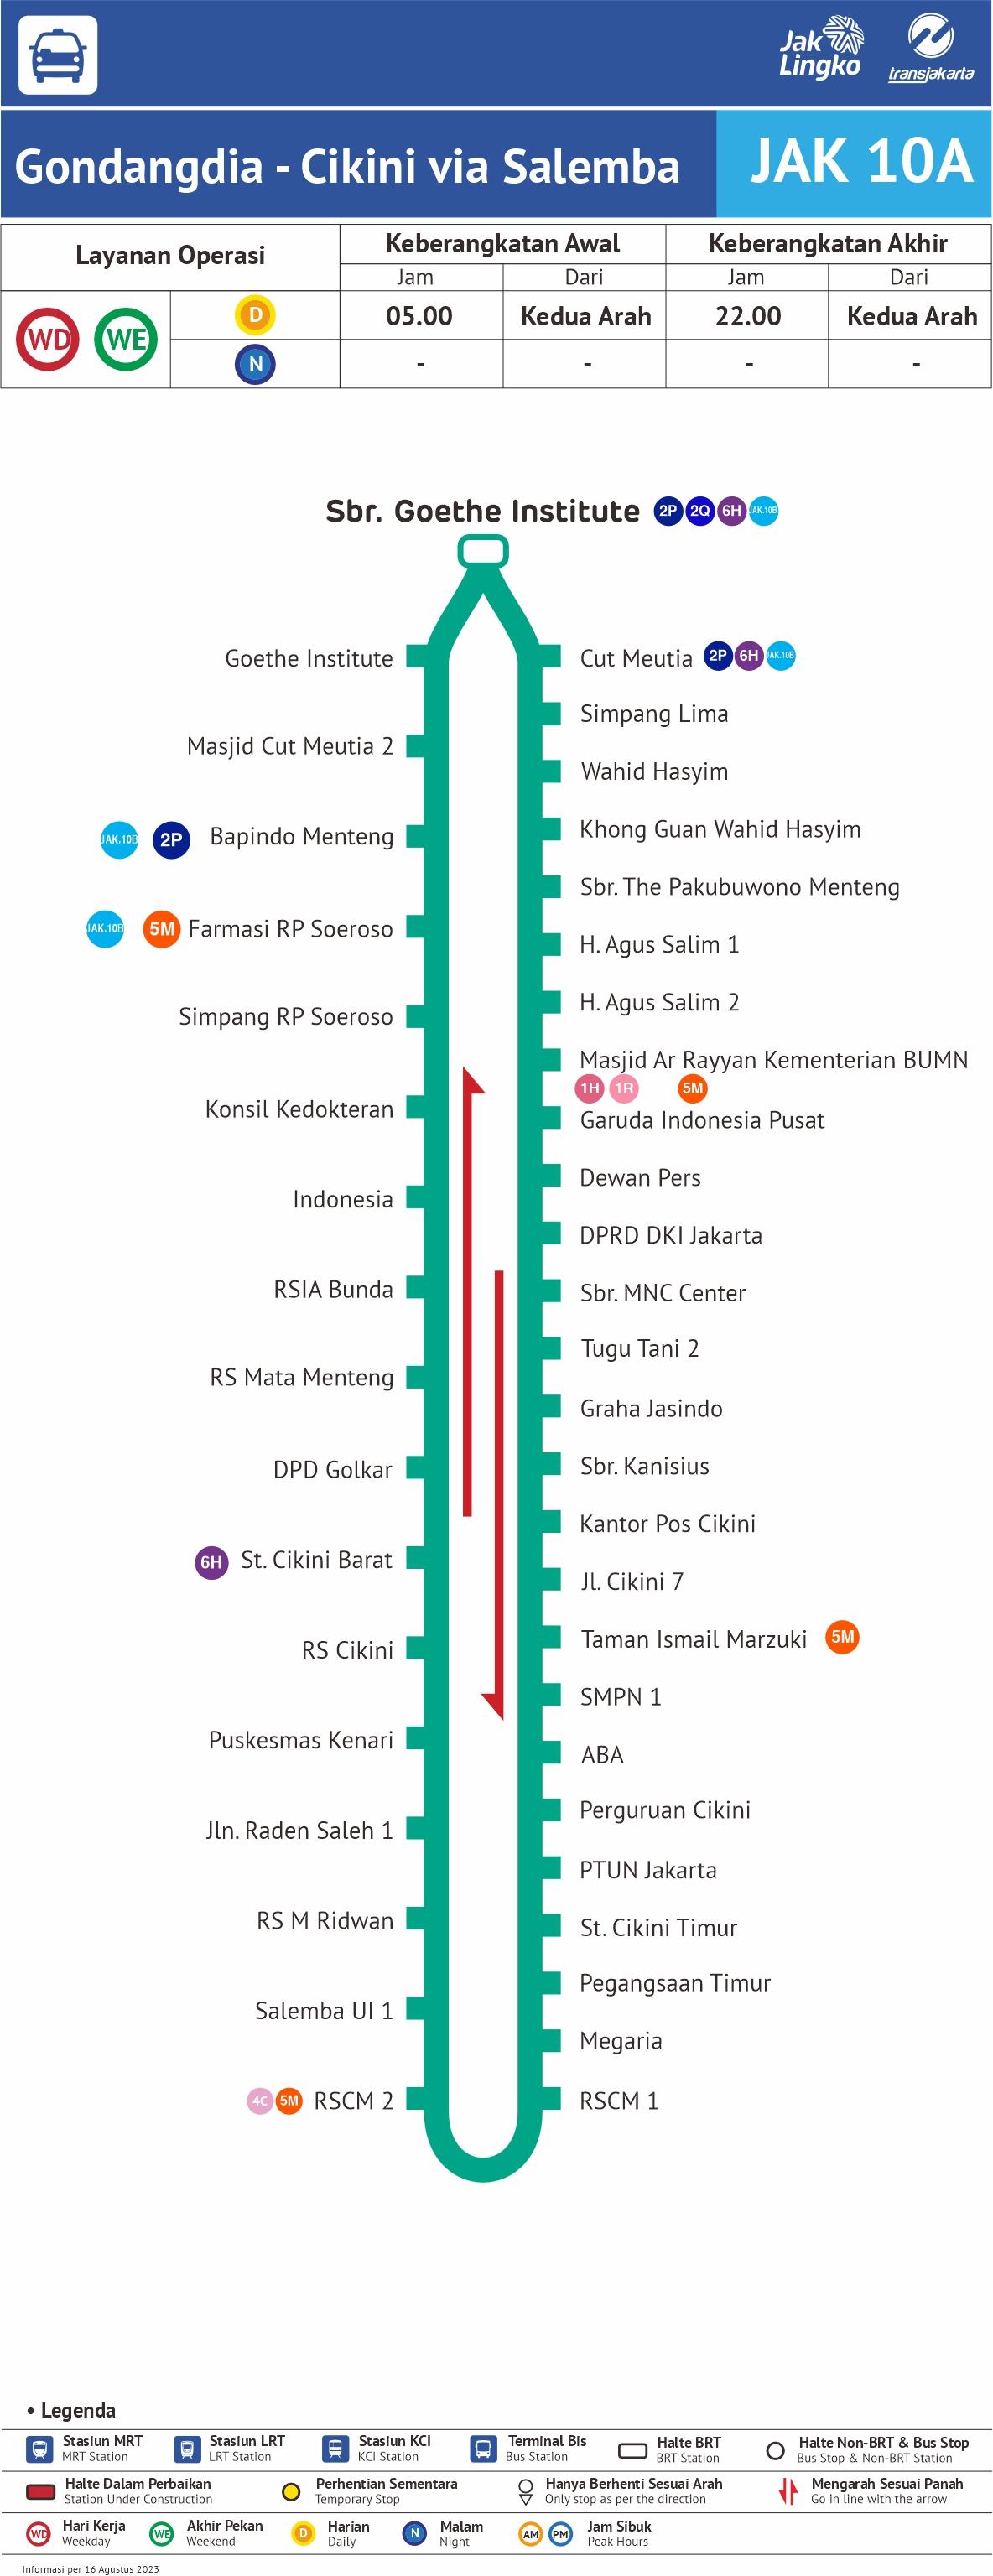 Jak
Lingko
transjakarta
Gondangdia - Cikini via Salemba
JAK 10A
Layanan Operasi
Keberangkatan Awal
Keberangkatan Akhir
Jam
Dari
Jam
Dari
WD
WE
D
05.00
Kedua Arah
22.00
Kedua Arah
N
-
-
-
-
Sbr. Goethe Institute
2P
2Q
6H
JAK.10B
Goethe Institute
Masjid Cut Meutia 2
JAK.10B
2P
Bapindo Menteng
JAK.10B
5M
Farmasi RP Soeroso
Simpang RP Soeroso
Konsil Kedokteran
Indonesia
RSIA Bunda
RS Mata Menteng
DPD Golkar
6H
St. Cikini Barat
RS Cikini
Puskesmas Kenari
Jln. Raden Saleh 1
RS M Ridwan
Salemba UI 1
4C
5M
RSCM 2
Cut Meutia
2P
6H
JAK.10B
Simpang Lima
Wahid Hasyim
Khong Guan Wahid Hasyim
Sbr. The Pakubuwono Menteng
H. Agus Salim 1
H. Agus Salim 2
Masjid Ar Rayyan Kementerian BUMN
1H
1R
5M
Garuda Indonesia Pusat
Dewan Pers
DPRD DKI Jakarta
Sbr. MNC Center
Tugu Tani 2
Graha Jasindo
Sbr. Kanisius
Kantor Pos Cikini
Jl. Cikini 7
Taman Ismail Marzuki
5M
SMPN 1
ABA
Perguruan Cikini
PTUN Jakarta
St. Cikini Timur
Pegangsaan Timur
Megaria
RSCM 1
• Legenda
Stasiun MRT
MRT Station
Stasiun LRT
LRT Station
Stasiun KCI
KCI Station
Terminal Bis
Bus Station
Halte BRT
BRT Station
Halte Non-BRT & Bus Stop
Bus Stop & Non-BRT Station
Halte Dalam Perbaikan
Station Under Construction
Perhentian Sementara
Temporary Stop
Hanya Berhenti Sesuai Arah
Only stop as per the direction
Mengarah Sesuai Panah
Go in line with the arrow
WD
Hari Kerja
Weekday
WE
Akhir Pekan
Weekend
D
Harian
Daily
N
Malam
Night
AM
PM
Jam Sibuk
Peak Hours
Informasi per 16 Agustus 2023